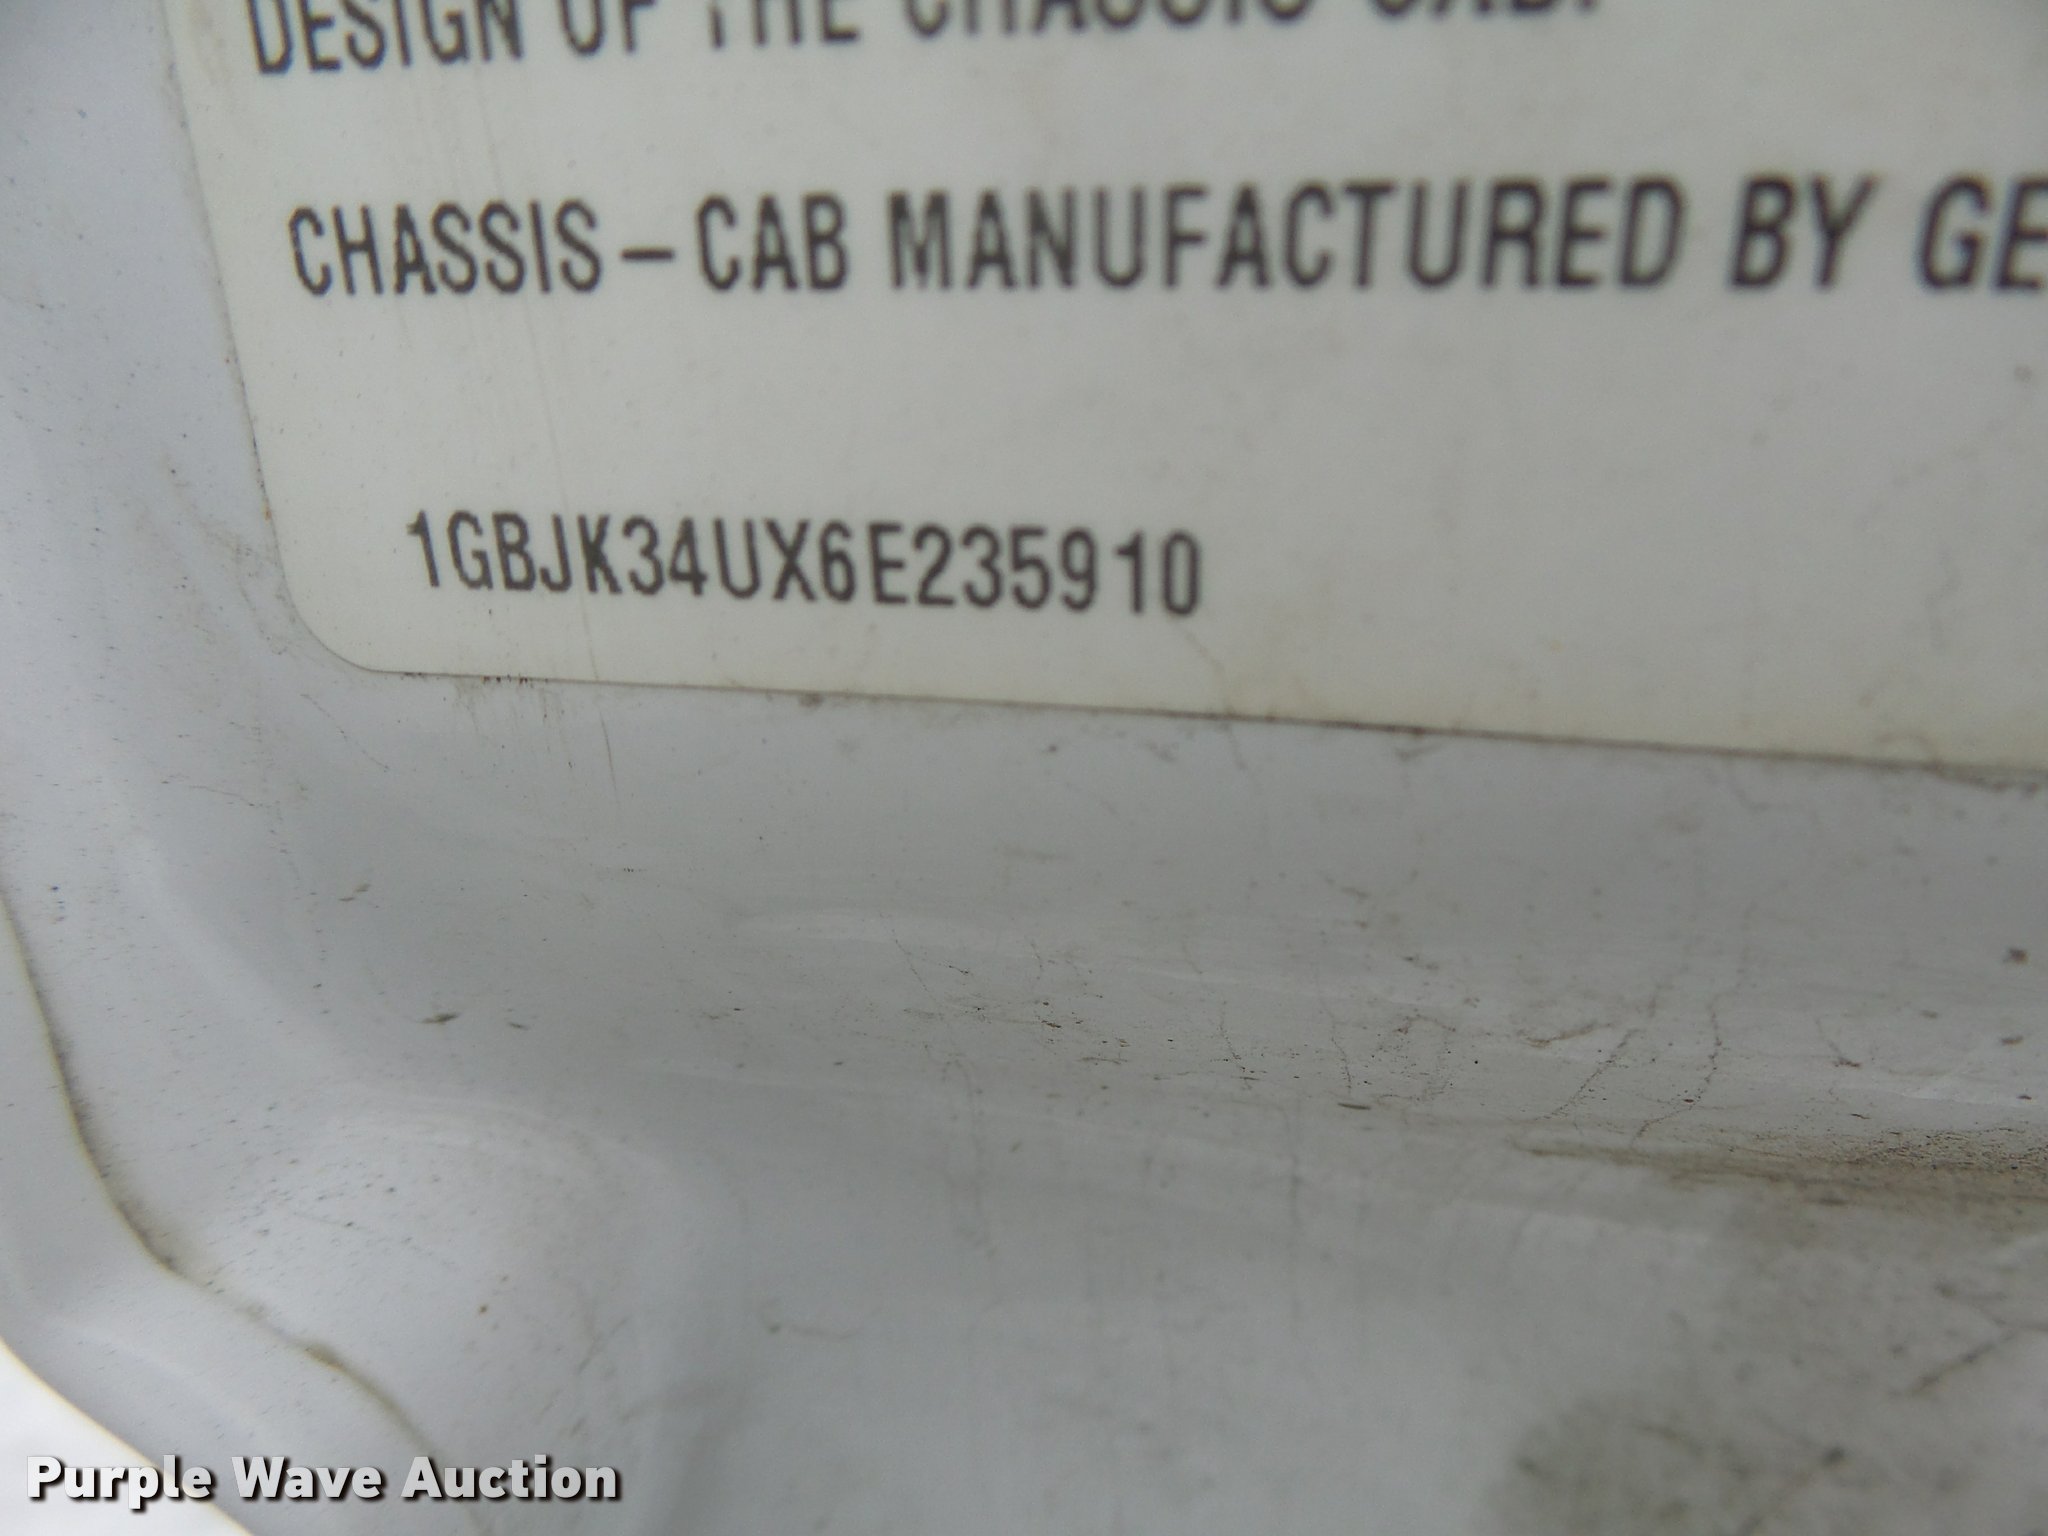 DESIGN OF THE CHASSIS CAB.
CHASSIS-CAB MANUFACTURED BY GE
1GBJK34UX6E235910
Purple Wave Auction